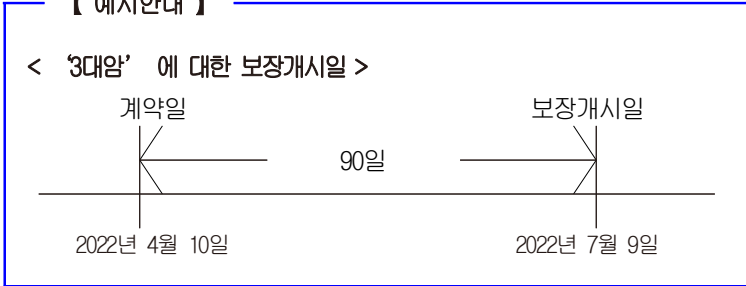 【 예시안내 】
< ‘3대암’ 에 대한 보장개시일 >
계약일 보장개시일
90일
2022년 4월 10일 2022년 7월 9일